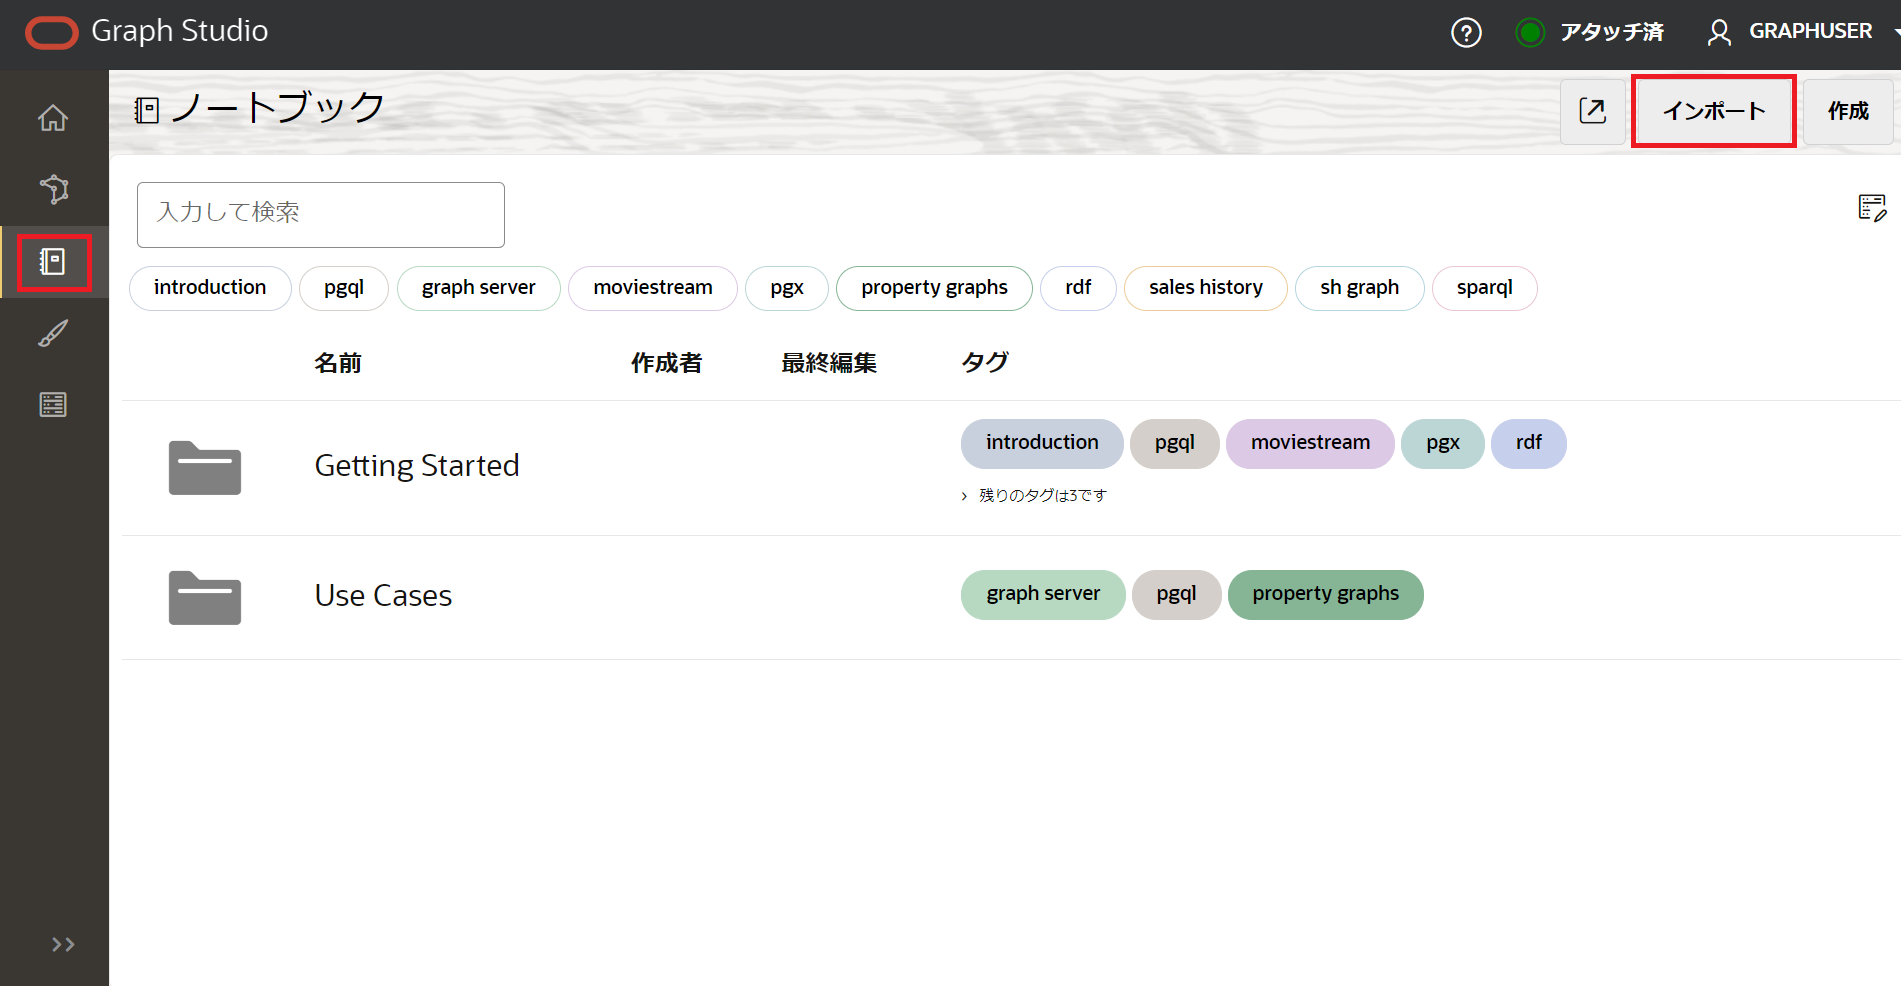 Graph Studio
? アタッチ済 GRAPHUSER
ノートブック
インポート 作成
入力して検索
introduction pgql graph server moviestream pgx property graphs rdf sales history sh graph sparql
名前 作成者 最終編集 タグ
Getting Started introduction pgql moviestream pgx rdf
残りのタグは3です
Use Cases graph server pgql property graphs